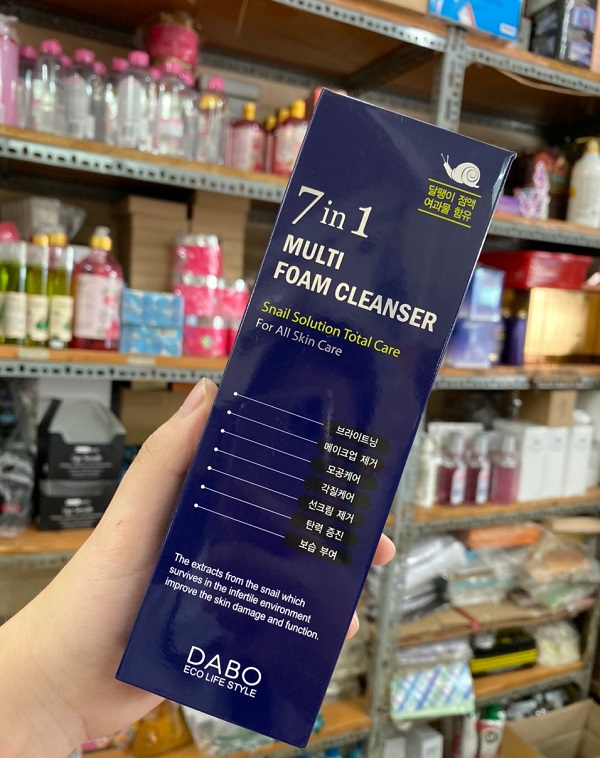 달팽이 점액
여과물 함유
7in1
MULTI
FOAM CLEANSER
Snail Solution Total Care
For All Skin Care
브라이트닝
메이크업 제거
모공케어
각질케어
선크림 제거
탄력 증진
보습 부여
The extracts from the snail which
survives in the infertile environment
improve the skin damage and function.
DABO
ECO LIFE STYLE